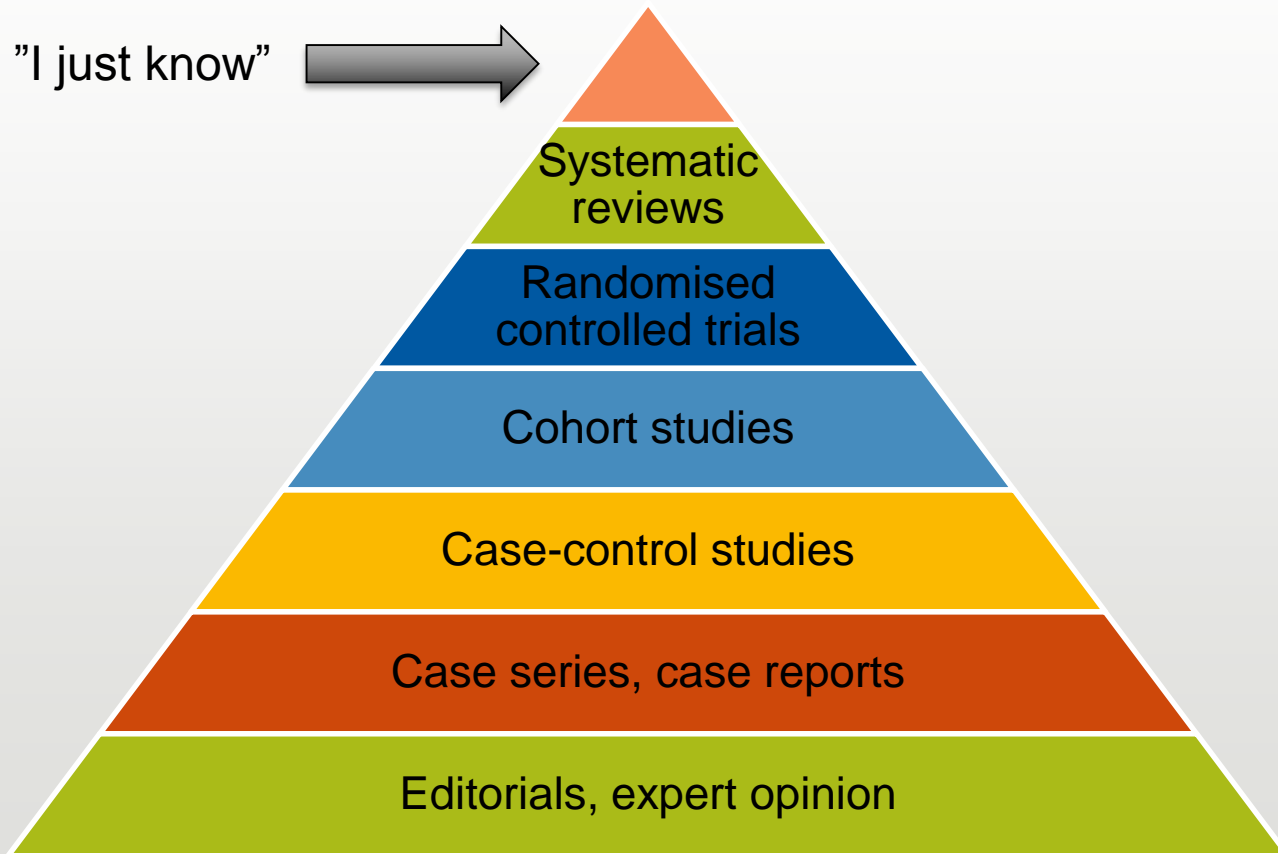 ”I just know”
Systematic
reviews
Randomised
controlled trials
Cohort studies
Case-control studies
Case series, case reports
Editorials, expert opinion